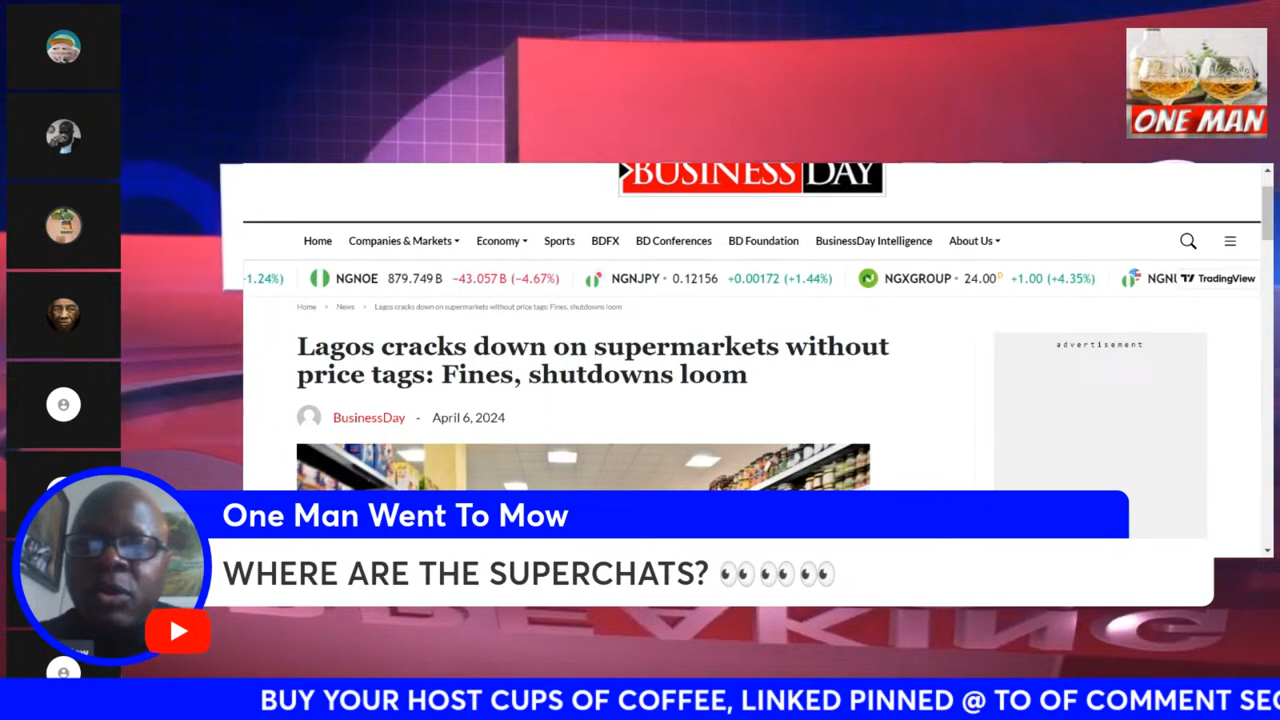 ONE MAN
BUSINESS DAY
Home Companies & Markets Economy Sports BDFX BD Conferences BD Foundation BusinessDay Intelligence About Us
-1.24%) NGNOE 879.749 B −43.057 B (−4.67%) NGNJPY • 0.12156 +0.00172 (+1.44%) NGXGROUP • 24.00 D +1.00 (+4.35%) TradingView
Home > News > Lagos cracks down on supermarkets without price tags: Fines, shutdowns loom
Lagos cracks down on supermarkets without
price tags: Fines, shutdowns loom
advertisement
BusinessDay - April 6, 2024
One Man Went To Mow
WHERE ARE THE SUPERCHATS? 👀👀👀
BUY YOUR HOST CUPS OF COFFEE, LINKED PINNED @ TO OF COMMENT SEC